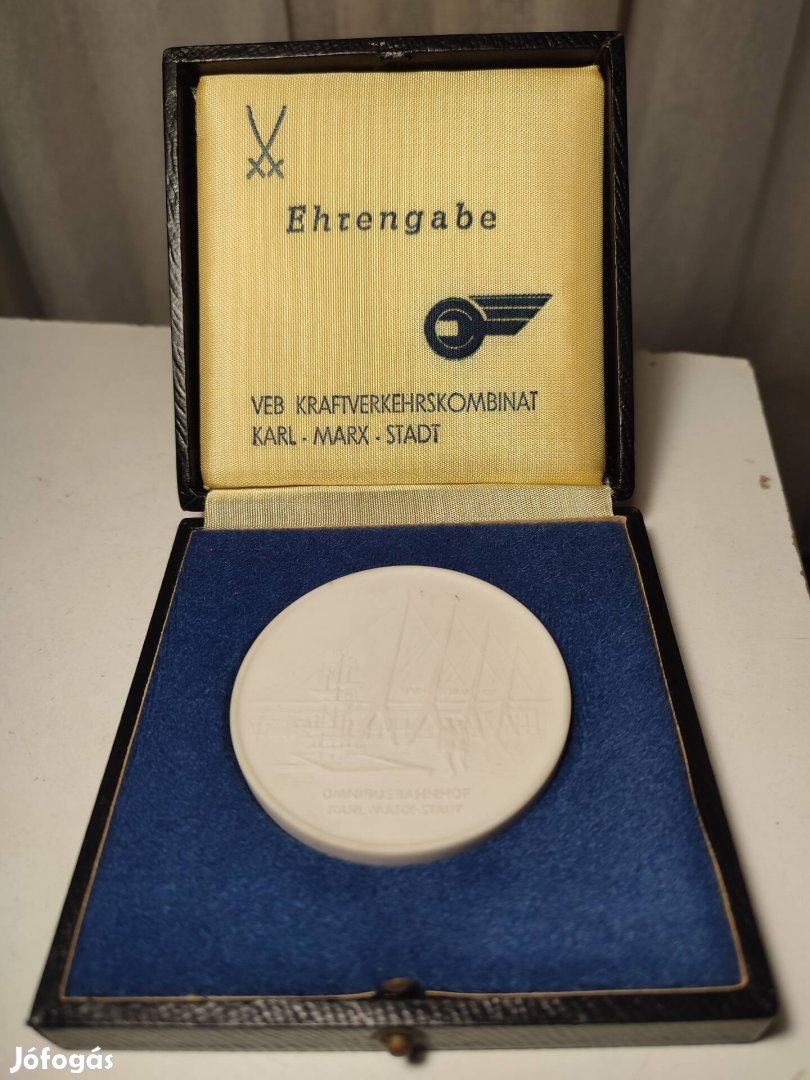 Ehrengabe
VEB KRAFTVERKEHRSKOMBINAT
KARL - MARX - STADT
OMNIBUSBAHNHOF
KARL-MARX-STADT
Jófogás